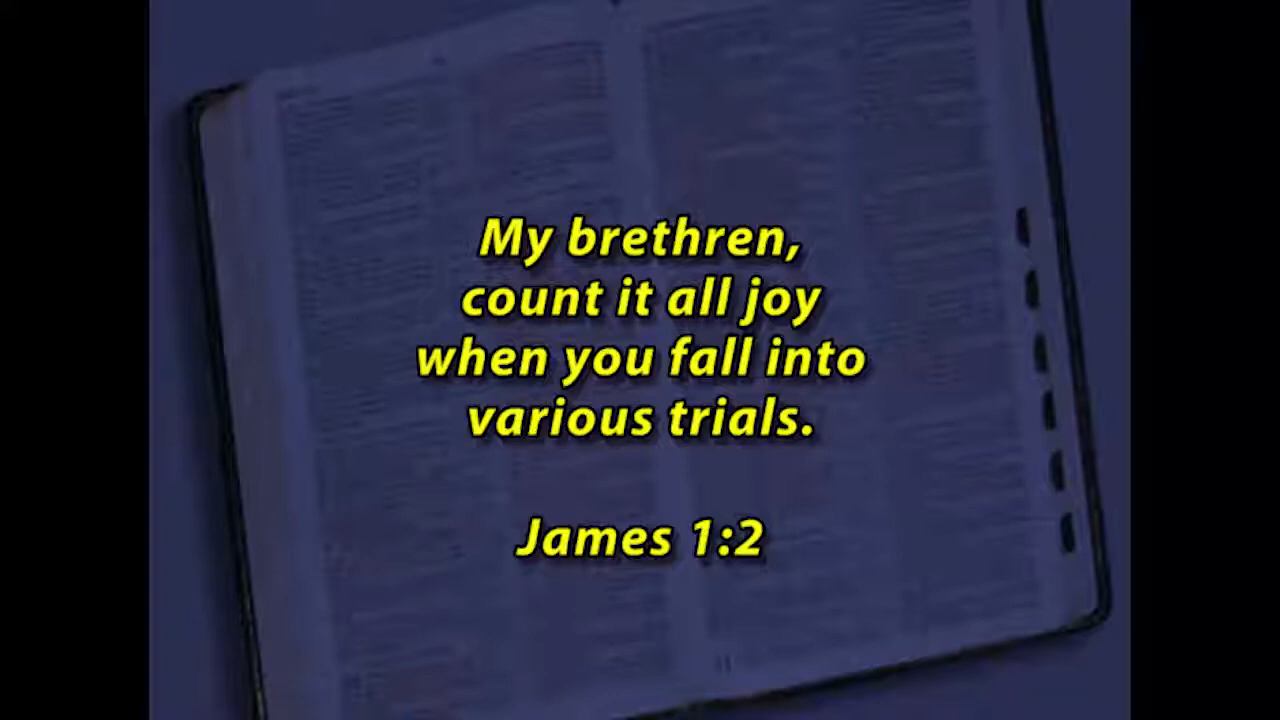 My brethren,
count it all joy
when you fall into
various trials.
James 1:2